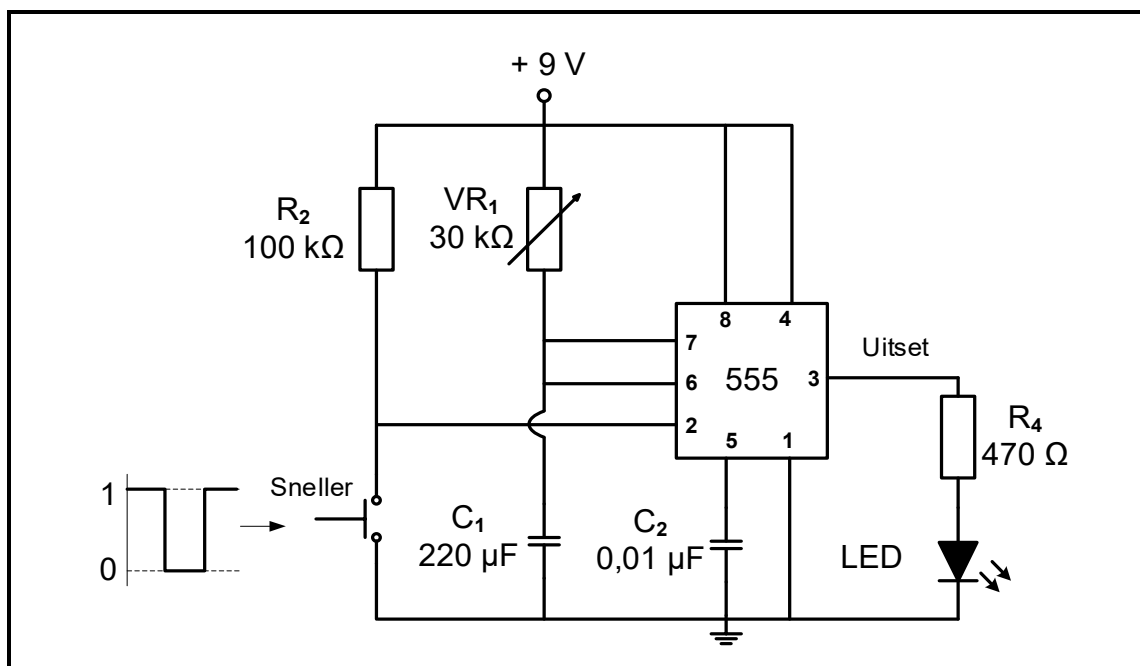 + 9 V
R₂
100 kΩ
VR₁
30 kΩ
8
4
7
6
555
3
2
5
1
Uitset
R₄
470 Ω
1
Sneller
0
C₁
220 µF
C₂
0,01 µF
LED